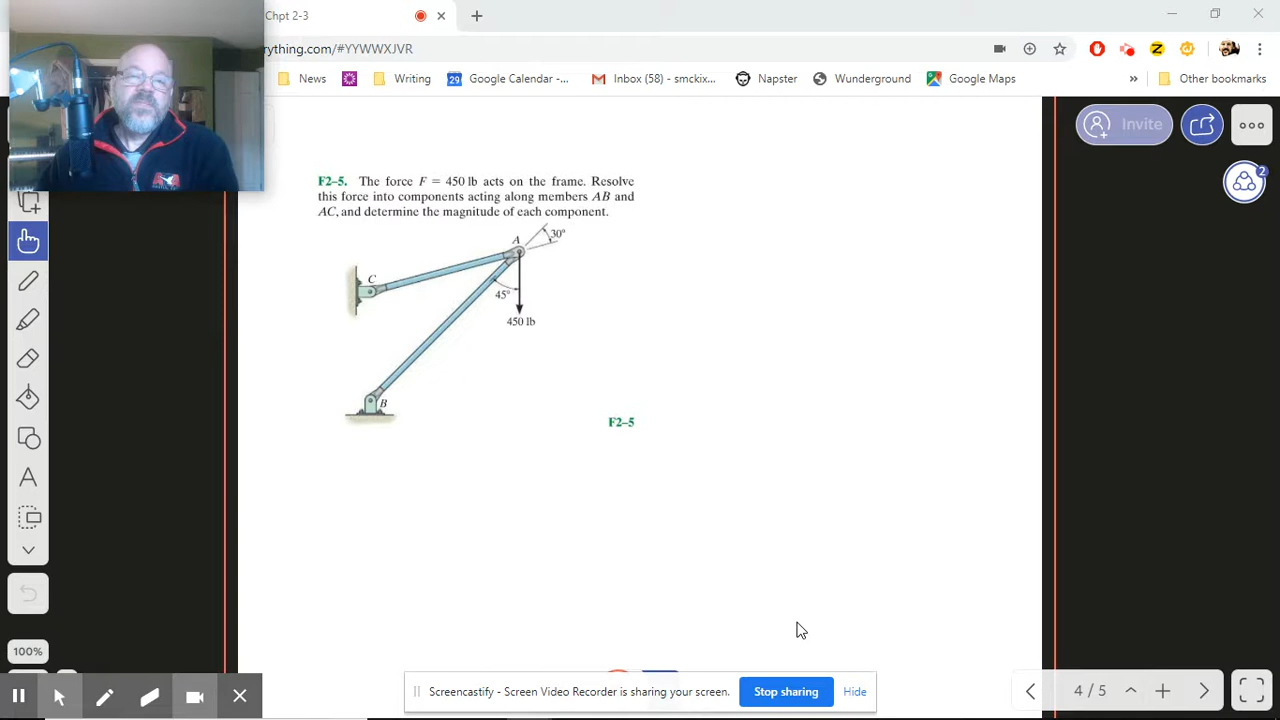 Chpt 2-3
rything.com/#YYWWXJVR
News
Writing
Google Calendar -...
Inbox (58) - smckix...
Napster
Wunderground
Google Maps
»
Other bookmarks
Invite
2
F2–5. The force F = 450 lb acts on the frame. Resolve
this force into components acting along members AB and
AC, and determine the magnitude of each component.
A
30°
C
45°
450 lb
B
F2–5
A
100%
Screencastify - Screen Video Recorder is sharing your screen.
Stop sharing
Hide
4 / 5